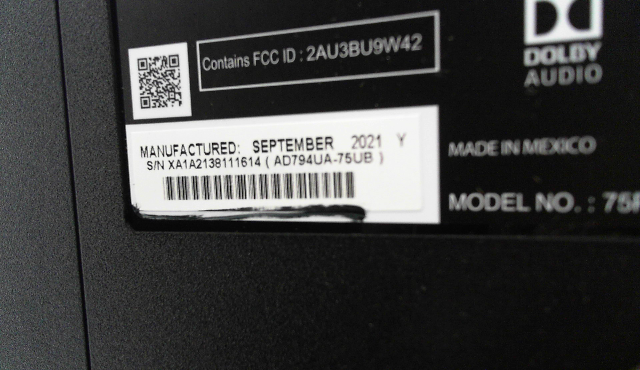 Contains FCC ID : 2AU3BU9W42
DOLBY
AUDIO
MANUFACTURED: SEPTEMBER 2021 Y
S/N XA1A2138111614 ( AD794UA-75UB )
MADE IN MEXICO
MODEL NO. : 75